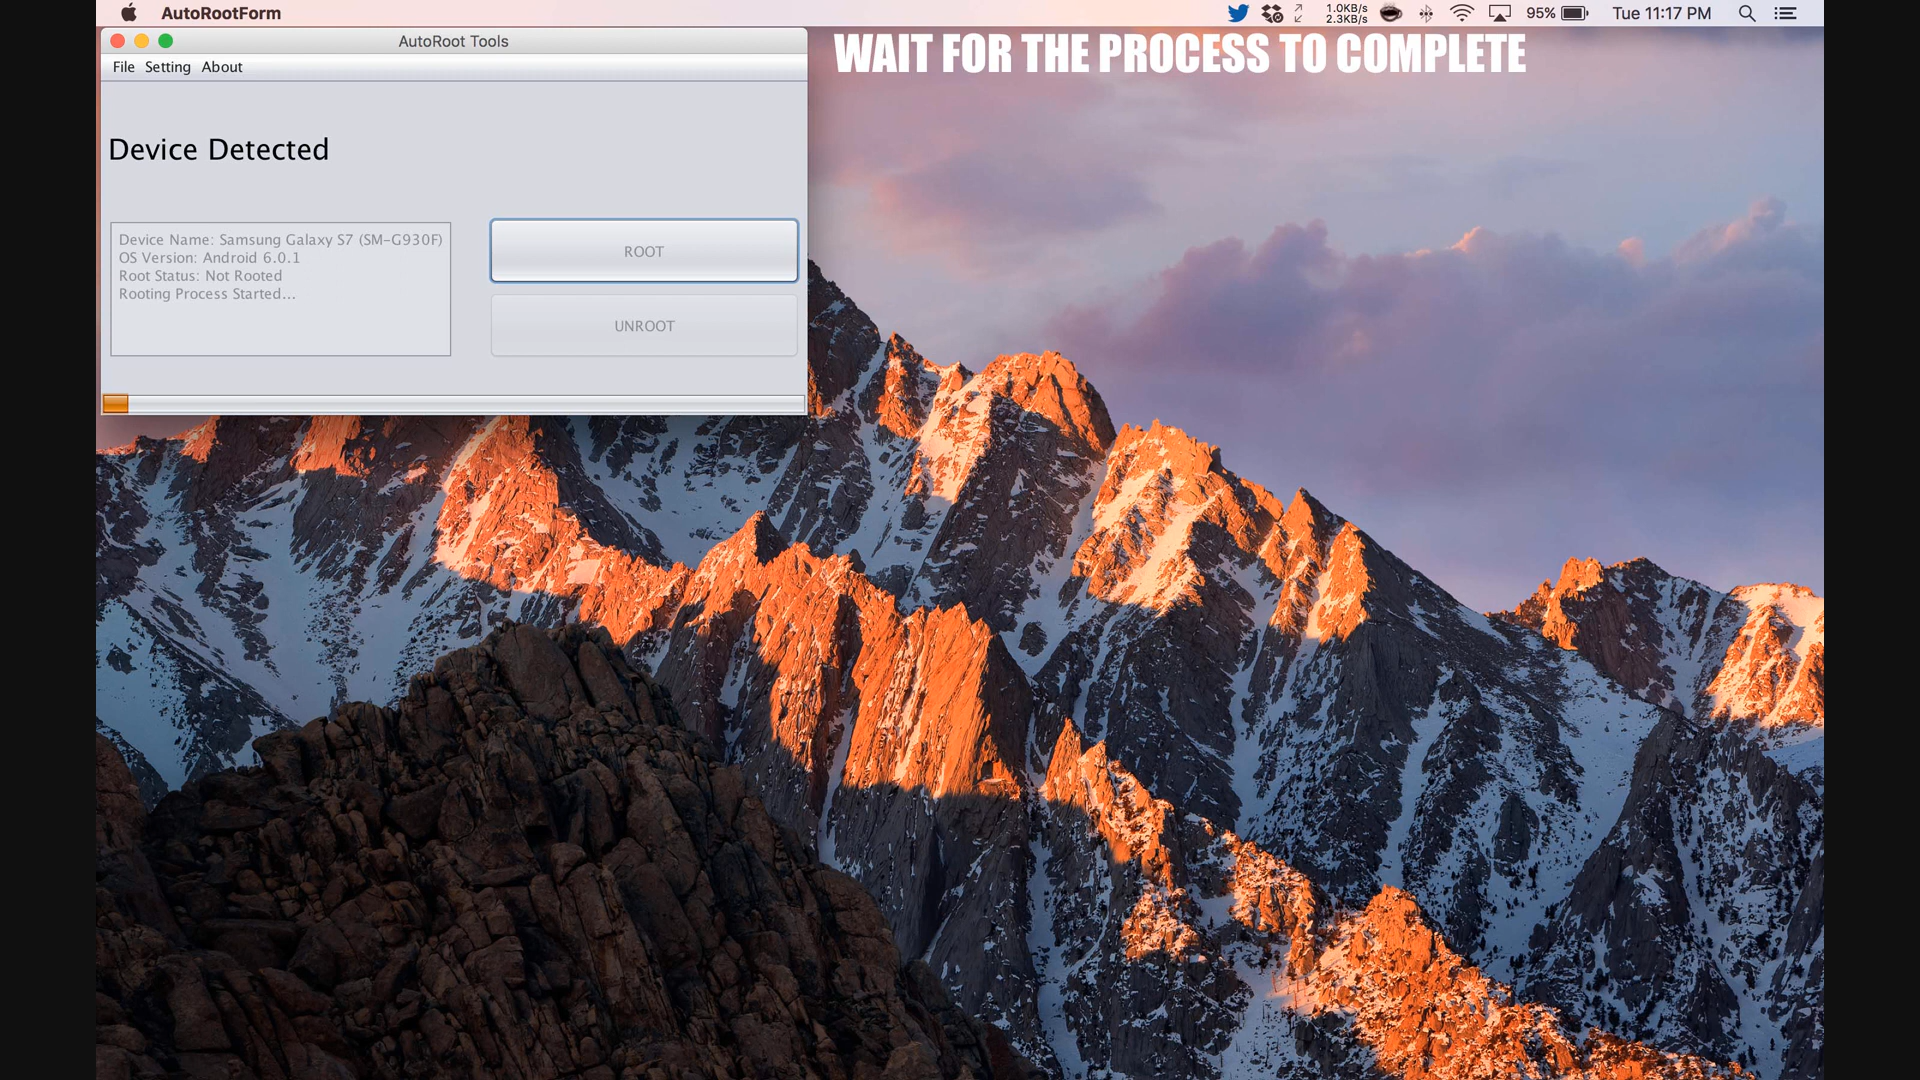 AutoRootForm
1.0KB/s
2.3KB/s
95%
Tue 11:17 PM
AutoRoot Tools
WAIT FOR THE PROCESS TO COMPLETE
File Setting About
Device Detected
Device Name: Samsung Galaxy S7 (SM-G930F)
OS Version: Android 6.0.1
Root Status: Not Rooted
Rooting Process Started...
ROOT
UNROOT